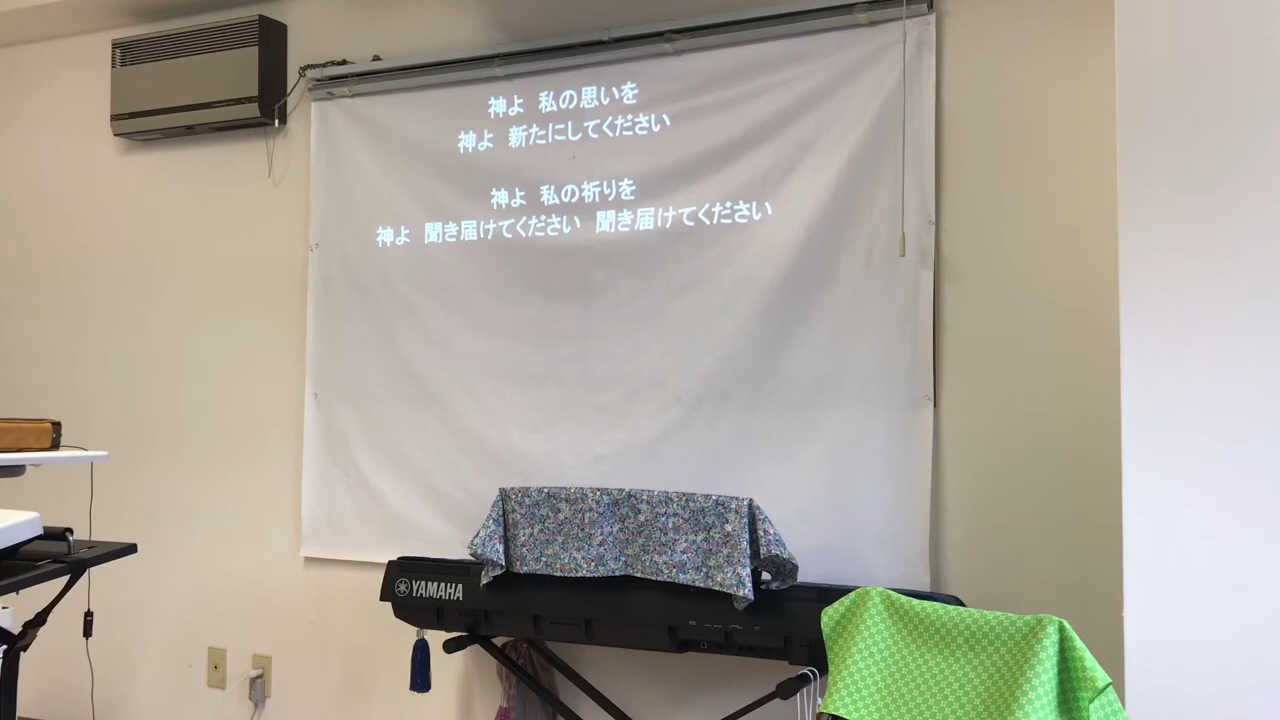 神よ 私の思いを
神よ 新たにしてください
神よ 私の祈りを
神よ 聞き届けてください 聞き届けてください
YAMAHA